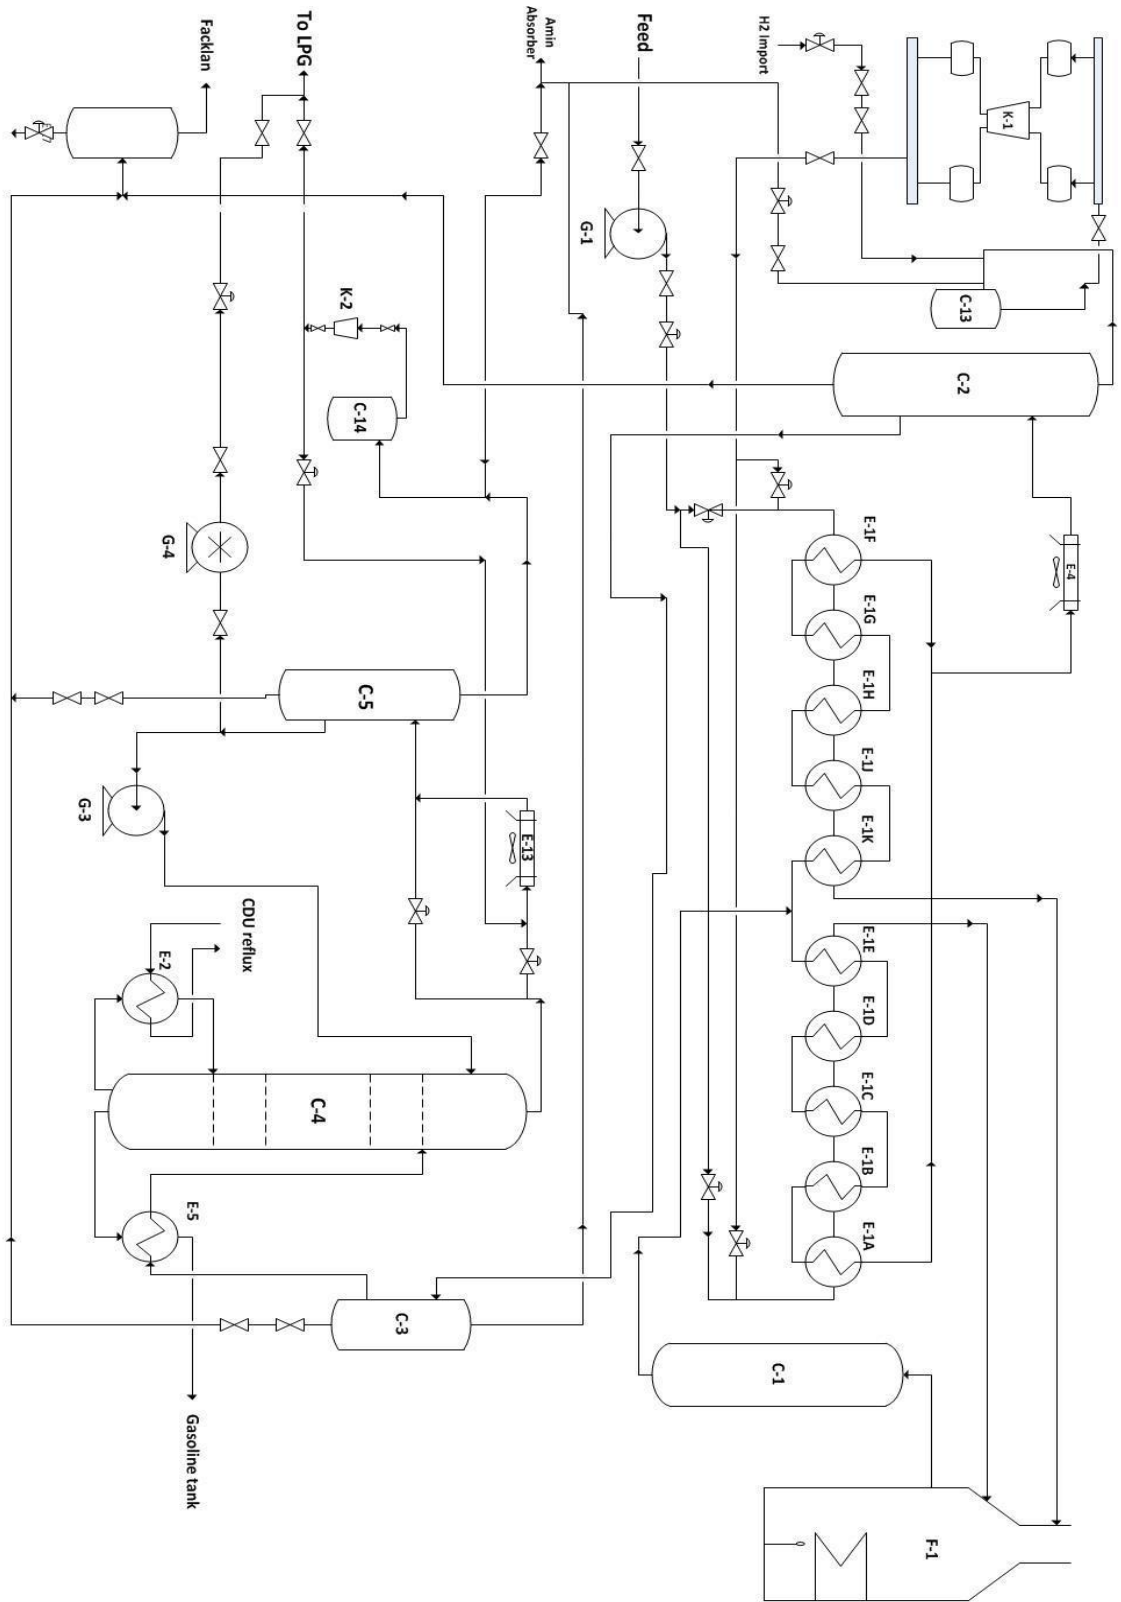 Facklan
To LPG
Amin
Absorber
Feed
H2 Import
K-1
G-1
K-2
C-13
C-2
C-14
E-4
G-4
E-1F
E-1G
E-1H
E-1J
E-1K
E-1E
E-1D
E-1C
E-1B
E-1A
C-5
G-3
E-13
CDU reflux
E-2
C-4
E-5
C-3
C-1
Gasoline tank
F-1